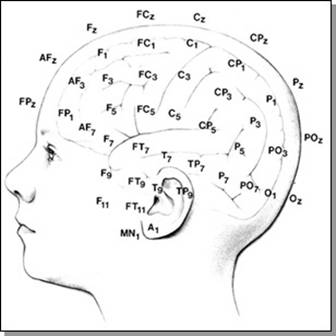 FCz
Fz
Cz
CPz
AFz
F1
FC1
C1
CP1
Pz
AF3
F3
FC3
C3
CP3
P1
FPz
FP1
F5
FC5
C5
P3
POz
AF7
F7
CP5
P5
PO3
FT7
T7
TP7
F9
FT9
T9
TP9
P7
PO7
O1
Oz
F11
FT11
MN1
A1